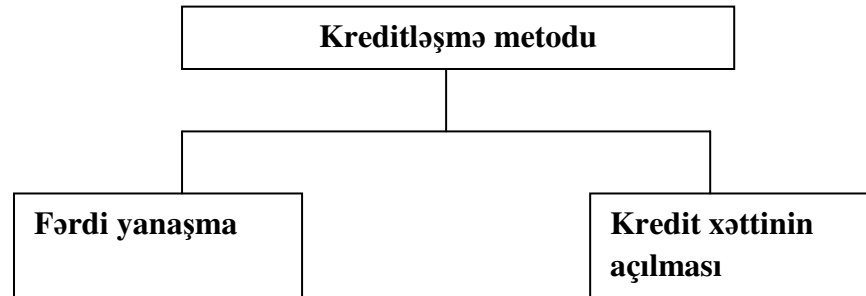 Kreditləşmə metodu
Fərdi yanaşma
Kredit xəttinin
açılması